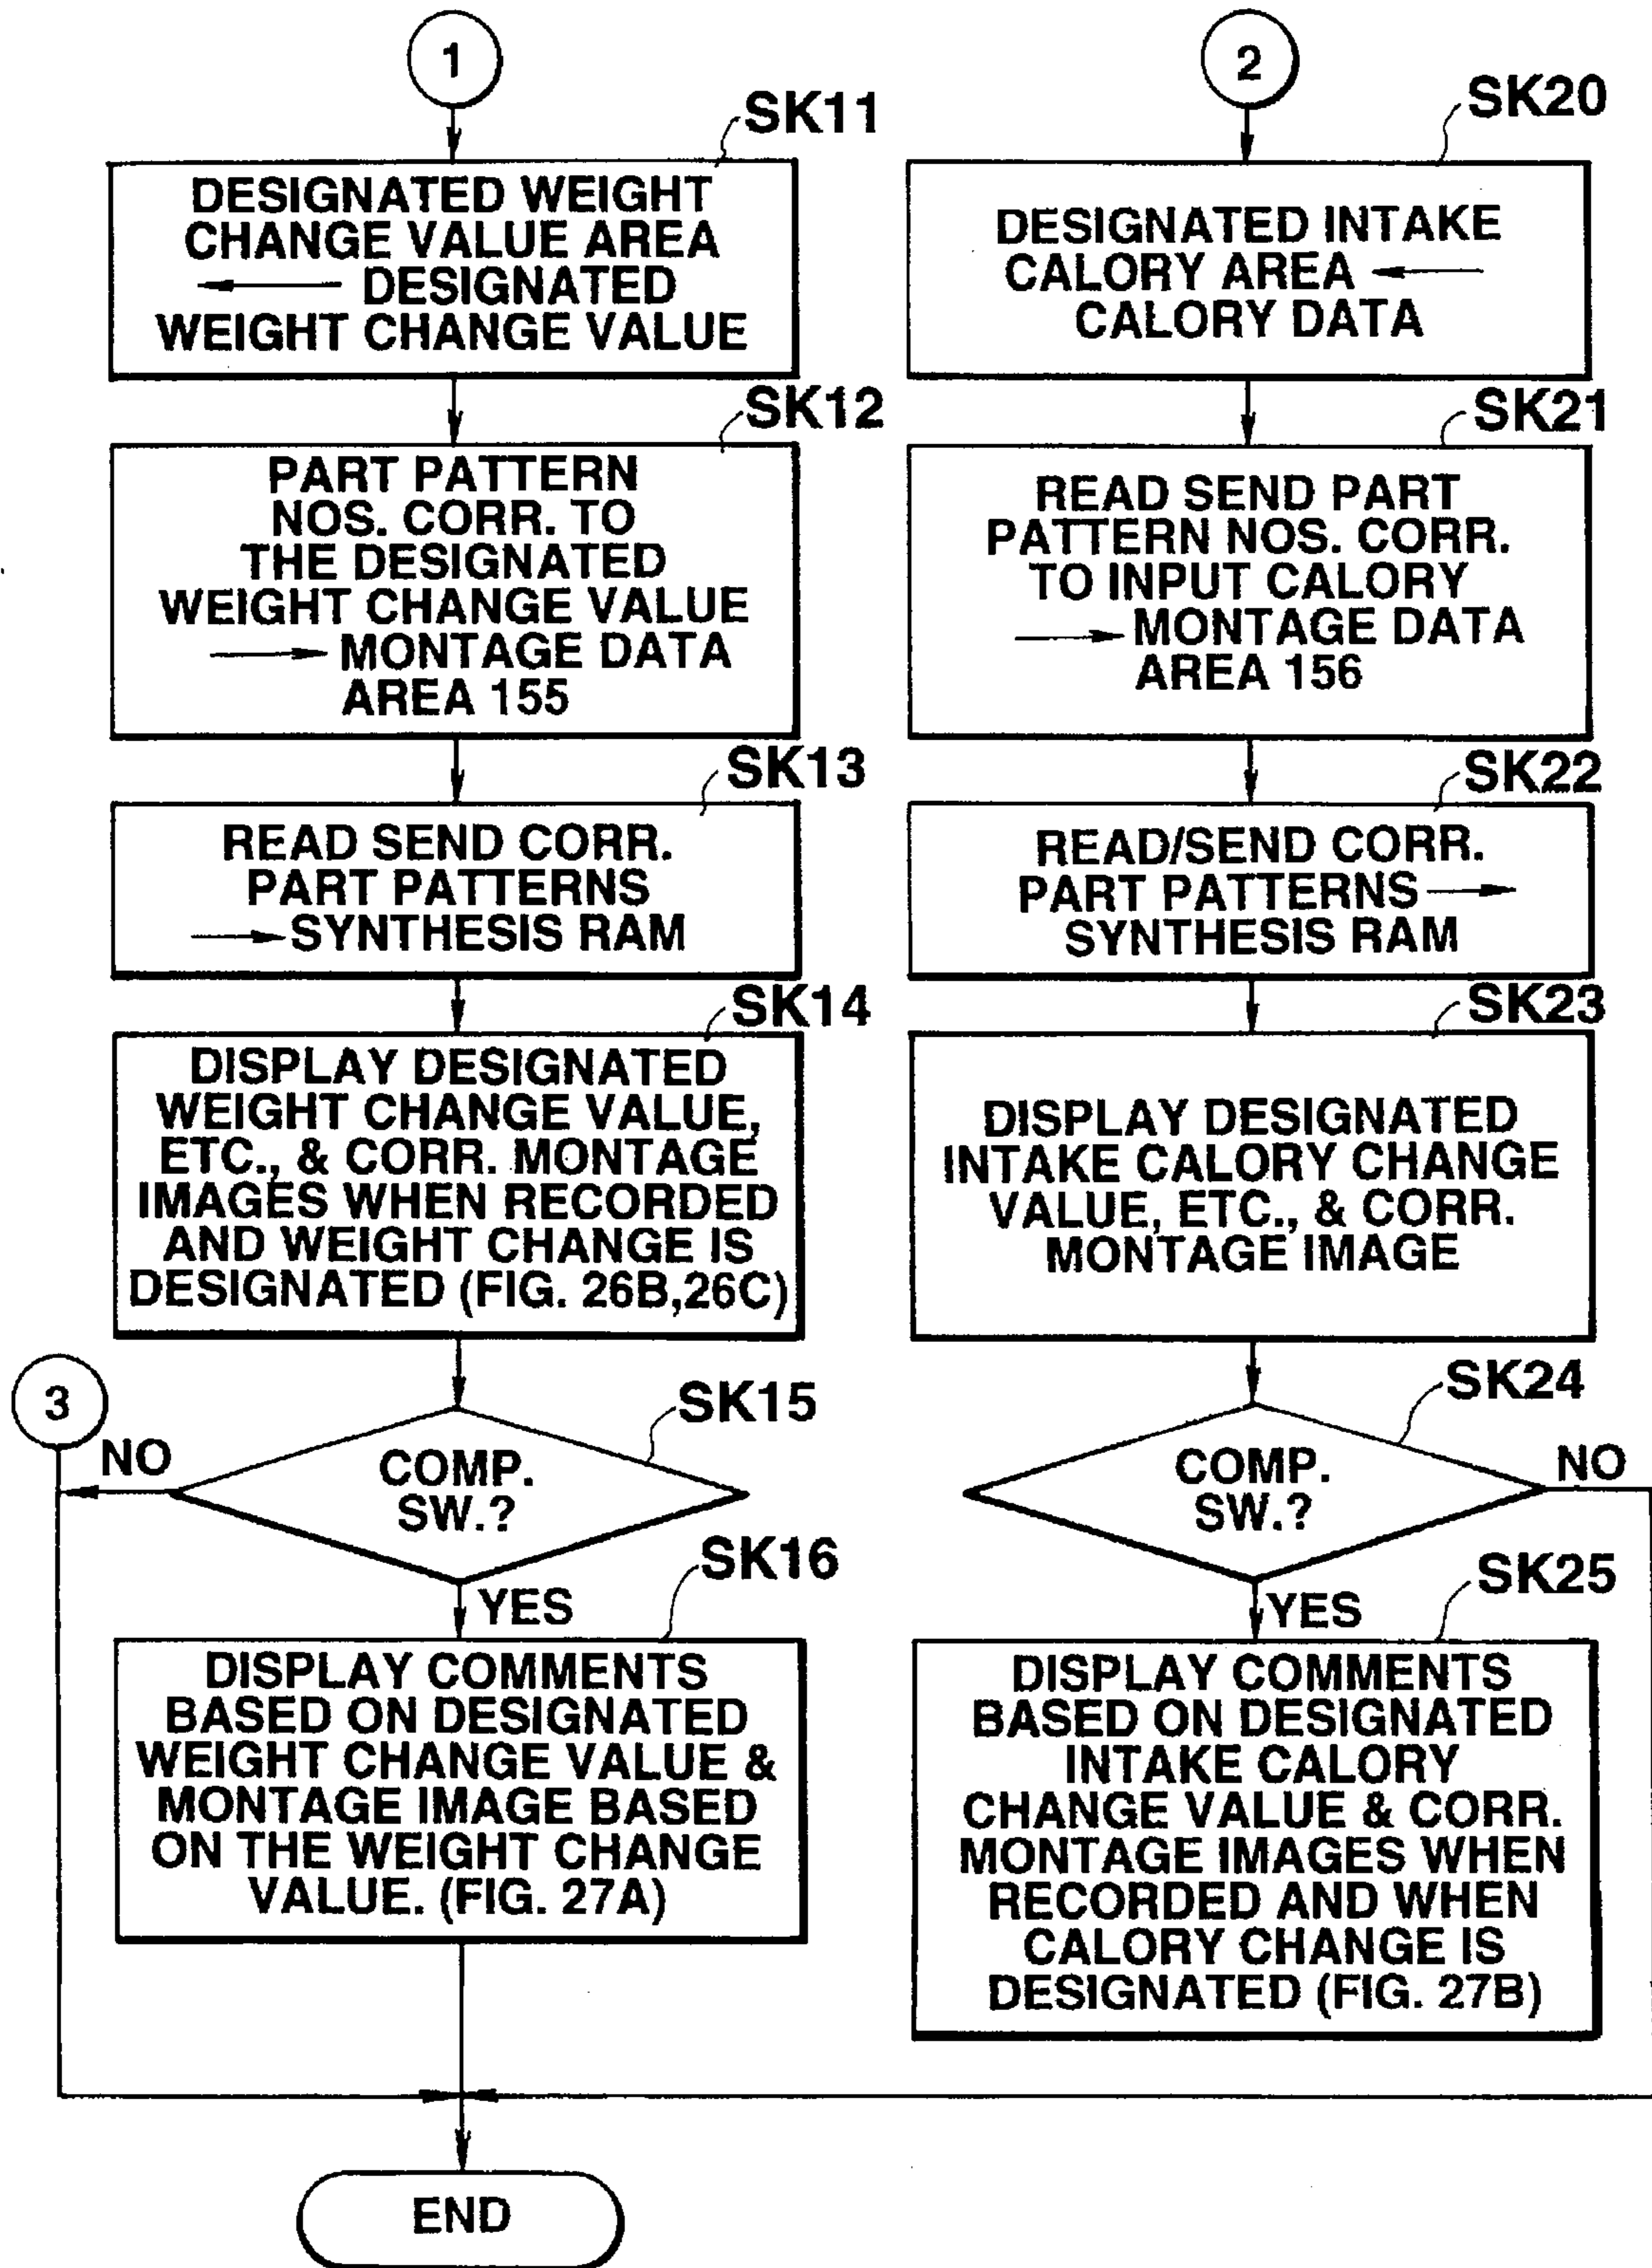 1
SK11
DESIGNATED WEIGHT
CHANGE VALUE AREA
← DESIGNATED
WEIGHT CHANGE VALUE
SK12
PART PATTERN
NOS. CORR. TO
THE DESIGNATED
WEIGHT CHANGE VALUE
→ MONTAGE DATA
AREA 155
SK13
READ SEND CORR.
PART PATTERNS
→ SYNTHESIS RAM
SK14
DISPLAY DESIGNATED
WEIGHT CHANGE VALUE,
ETC., & CORR. MONTAGE
IMAGES WHEN RECORDED
AND WEIGHT CHANGE IS
DESIGNATED (FIG. 26B,26C)
3
SK15
NO
COMP.
SW.?
YES
SK16
DISPLAY COMMENTS
BASED ON DESIGNATED
WEIGHT CHANGE VALUE &
MONTAGE IMAGE BASED
ON THE WEIGHT CHANGE
VALUE. (FIG. 27A)
2
SK20
DESIGNATED INTAKE
CALORY AREA ←
CALORY DATA
SK21
READ SEND PART
PATTERN NOS. CORR.
TO INPUT CALORY
→ MONTAGE DATA
AREA 156
SK22
READ/SEND CORR.
PART PATTERNS →
SYNTHESIS RAM
SK23
DISPLAY DESIGNATED
INTAKE CALORY CHANGE
VALUE, ETC., & CORR.
MONTAGE IMAGE
SK24
COMP.
SW.?
NO
YES
SK25
DISPLAY COMMENTS
BASED ON DESIGNATED
INTAKE CALORY
CHANGE VALUE & CORR.
MONTAGE IMAGES WHEN
RECORDED AND WHEN
CALORY CHANGE IS
DESIGNATED (FIG. 27B)
END